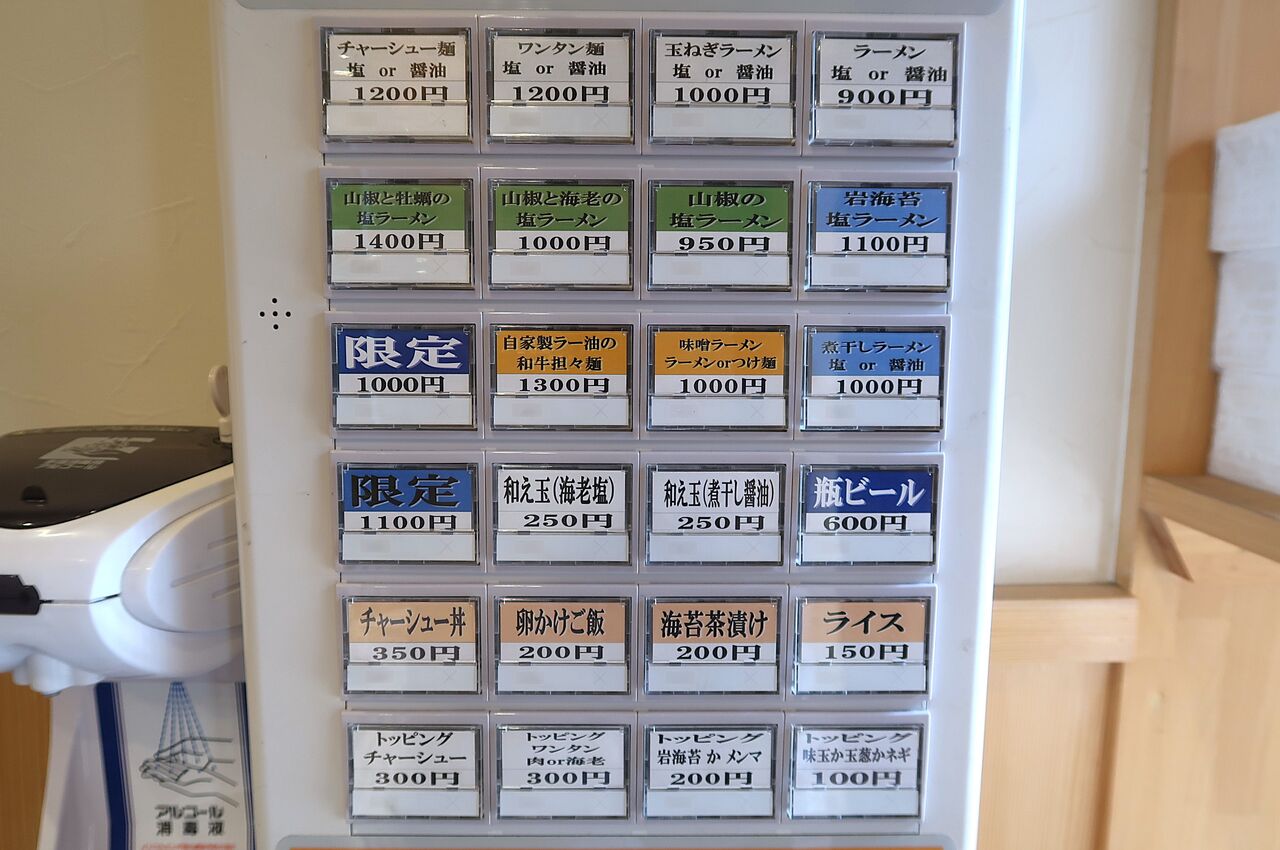 チャーシュー麺
塩 or 醤油
1200円
ワンタン麺
塩 or 醤油
1200円
玉ねぎラーメン
塩 or 醤油
1000円
ラーメン
塩 or 醤油
900円
山椒と牡蠣の
塩ラーメン
1400円
山椒と海老の
塩ラーメン
1000円
山椒の
塩ラーメン
950円
岩海苔
塩ラーメン
1100円
限定
1000円
自家製ラー油の
和牛担々麺
1300円
味噌ラーメン
ラーメンorつけ麺
1000円
煮干しラーメン
塩 or 醤油
1000円
限定
1100円
和え玉(海老塩)
250円
和え玉(煮干し醤油)
250円
瓶ビール
600円
チャーシュー丼
350円
卵かけご飯
200円
海苔茶漬け
200円
ライス
150円
トッピング
チャーシュー
300円
トッピング
ワンタン
肉or海老
300円
トッピング
岩海苔 か メンマ
200円
トッピング
味玉か玉葱かネギ
100円
アルコール
消毒液